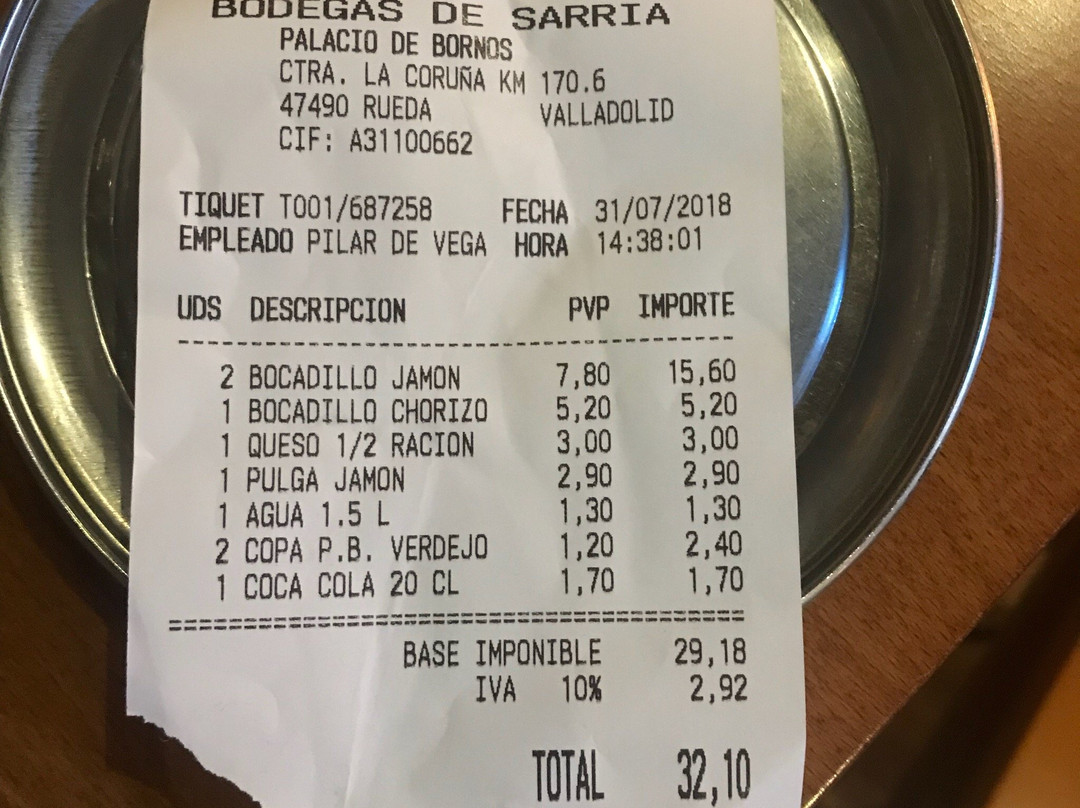 BODEGAS DE SARRIA
PALACIO DE BORNOS
CTRA. LA CORUÑA KM 170.6
47490 RUEDA VALLADOLID
CIF: A31100662
TIQUET T001/687258 FECHA 31/07/2018
EMPLEADO PILAR DE VEGA HORA 14:38:01
UDS DESCRIPCION PVP IMPORTE
2 BOCADILLO JAMON 7,80 15,60
1 BOCADILLO CHORIZO 5,20 5,20
1 QUESO 1/2 RACION 3,00 3,00
1 PULGA JAMON 2,90 2,90
1 AGUA 1.5 L 1,30 1,30
2 COPA P.B. VERDEJO 1,20 2,40
1 COCA COLA 20 CL 1,70 1,70
BASE IMPONIBLE 29,18
IVA 10% 2,92
TOTAL 32,10